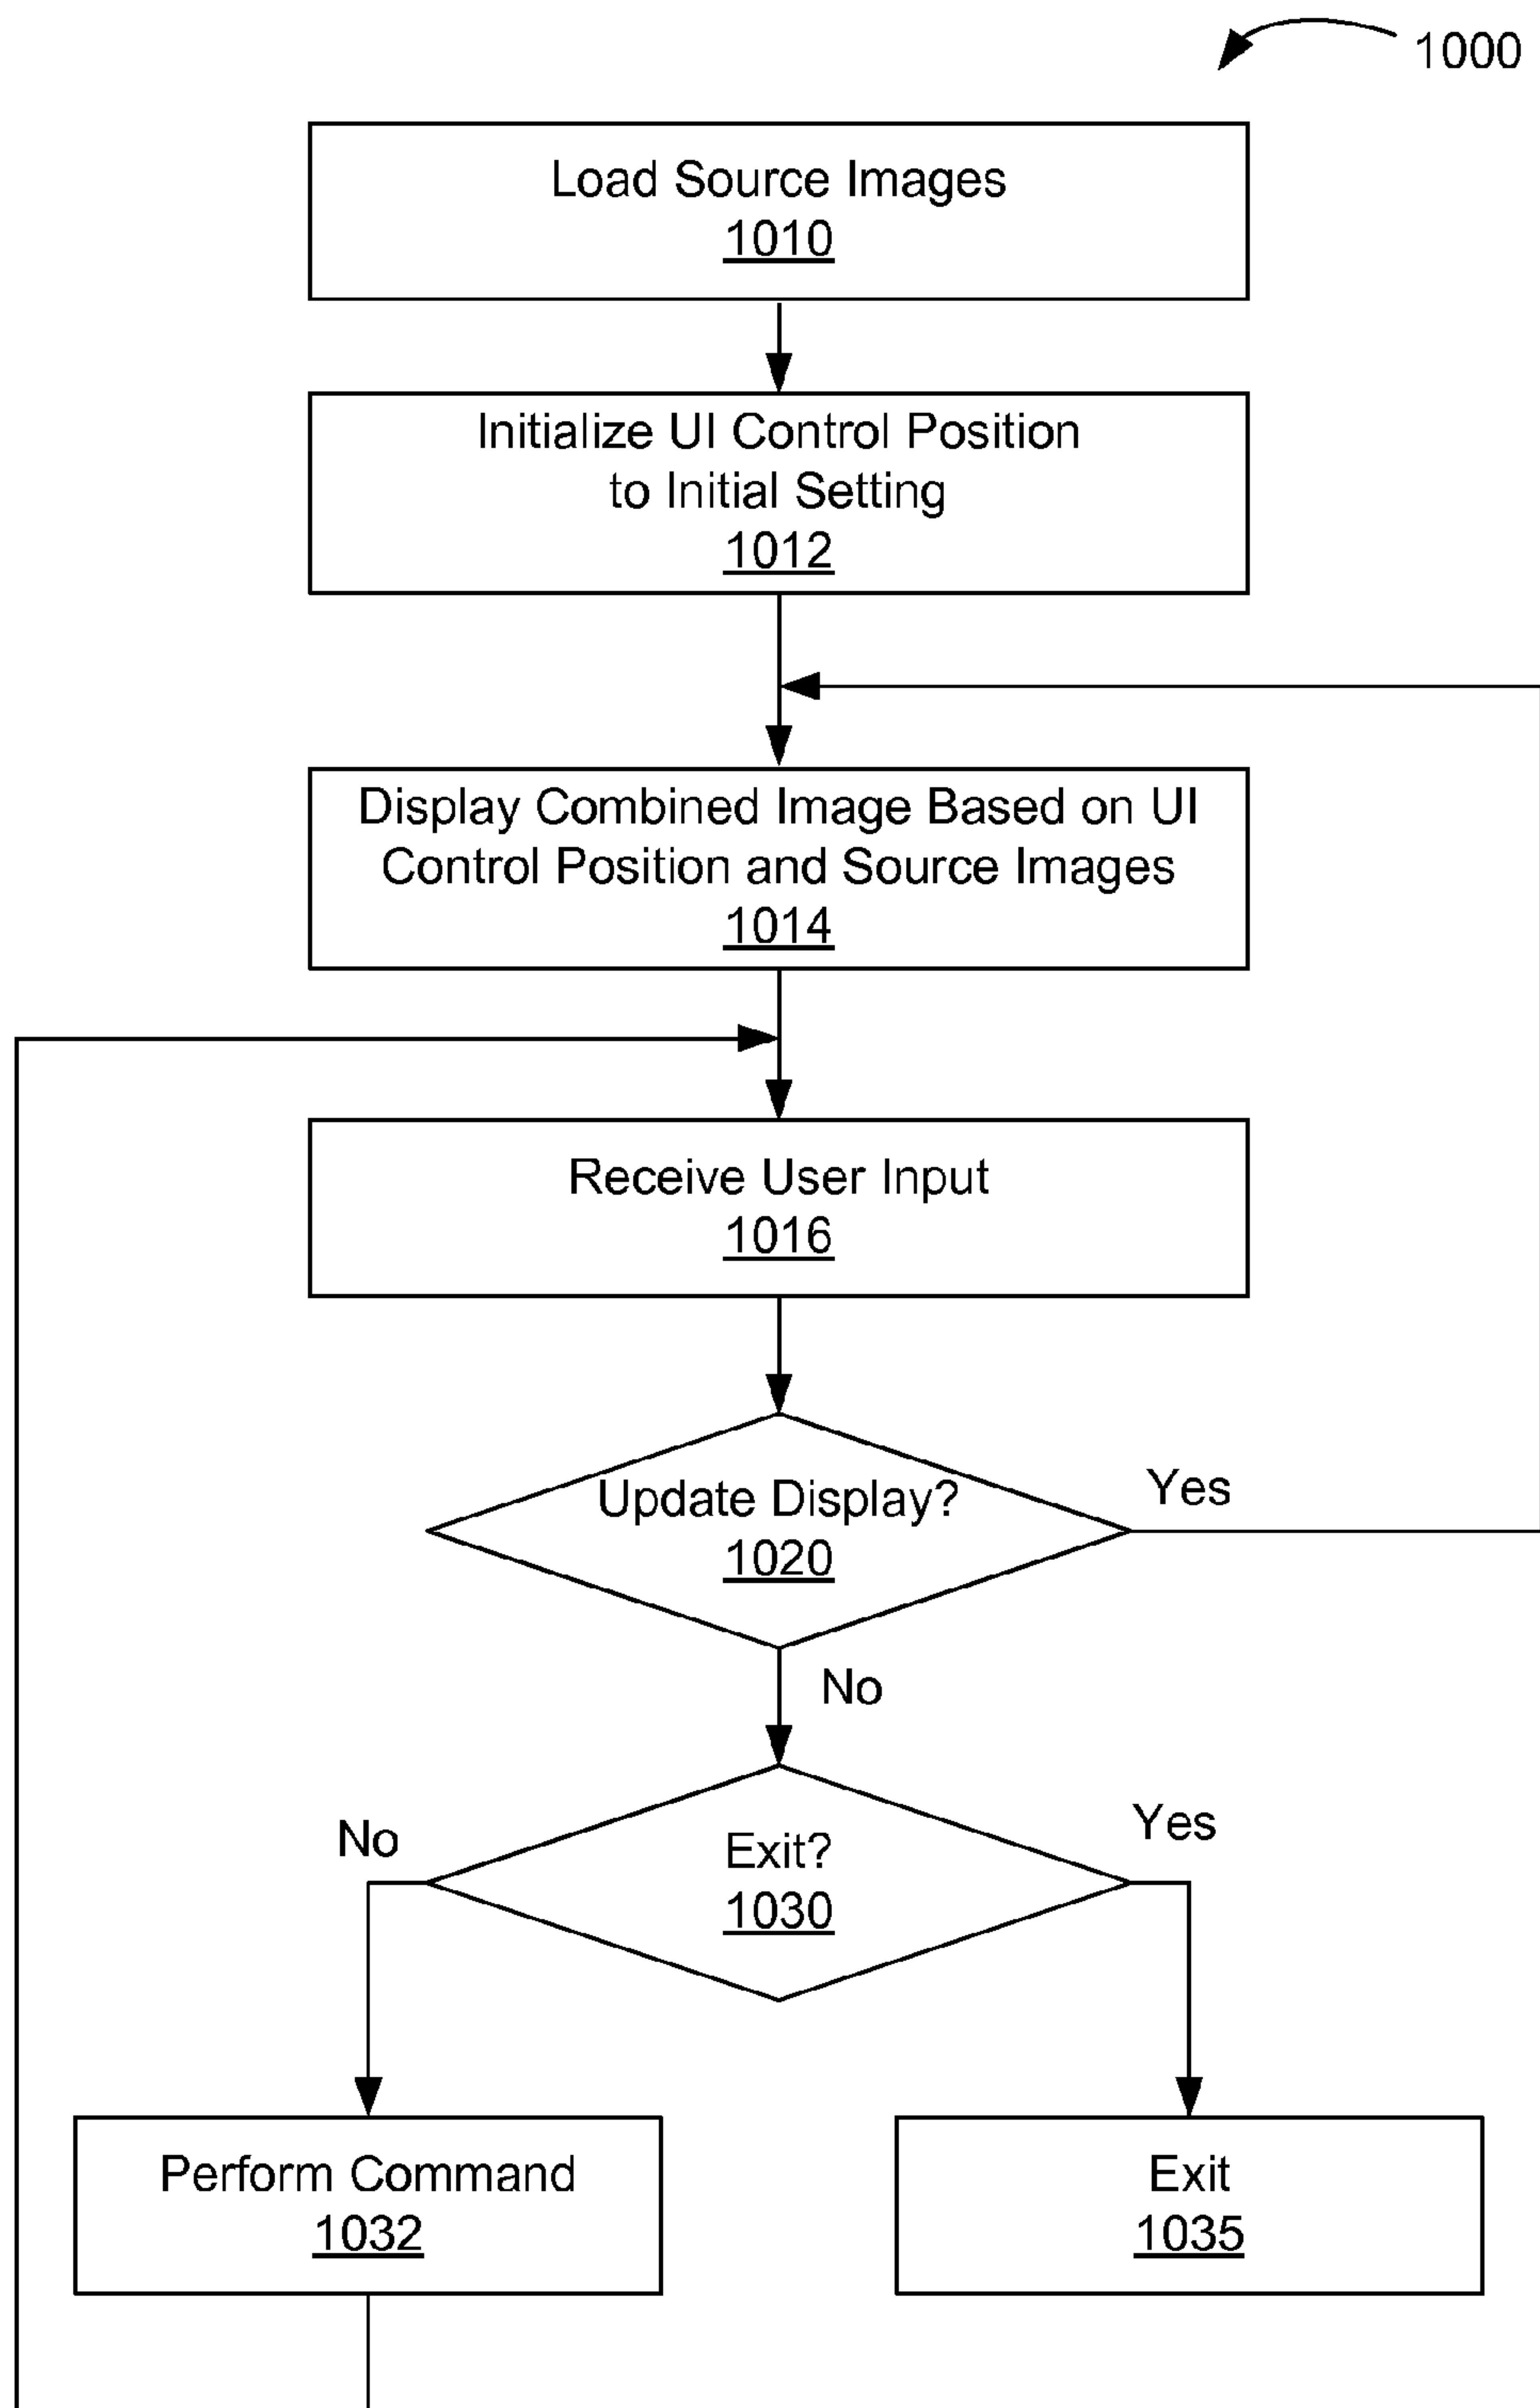 1000
Load Source Images
1010
Initialize UI Control Position
to Initial Setting
1012
Display Combined Image Based on UI
Control Position and Source Images
1014
Receive User Input
1016
Update Display?
1020
Yes
No
Exit?
1030
No
Yes
Perform Command
1032
Exit
1035